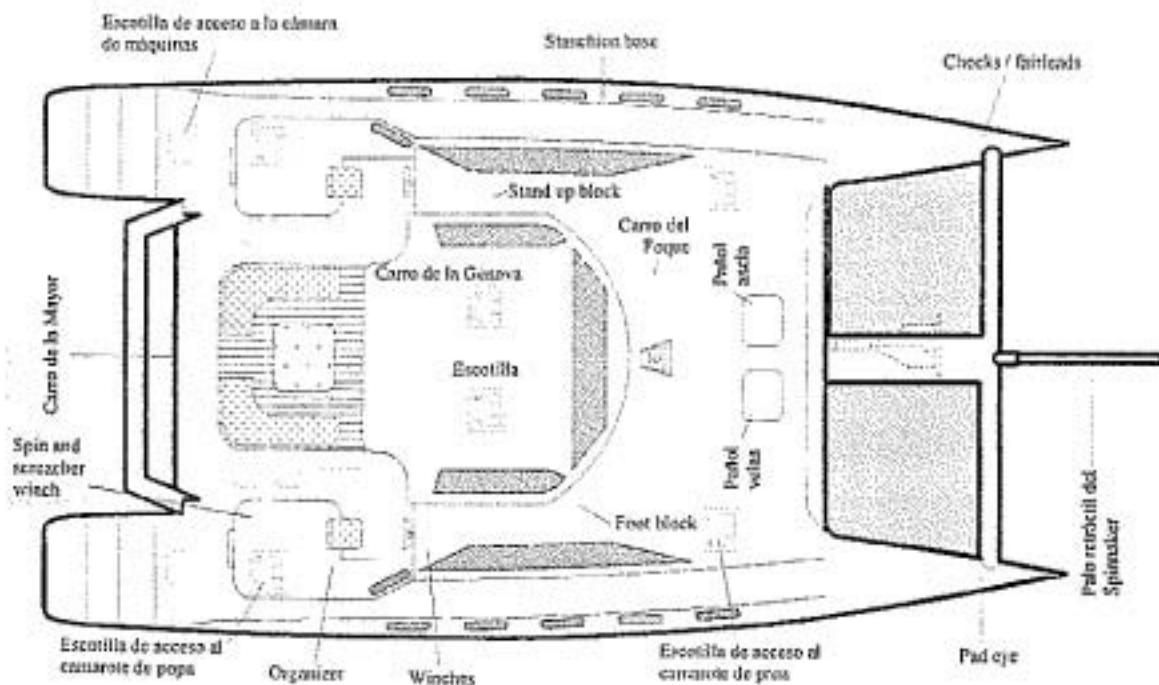 Escotilla de acceso a la cámara
de máquinas
Stanchion base
Checks / fairleads
Stand up block
Carro del
Foque
Pañol
ancla
Carro de la Genova
Carro de la Mayor
Escotilla
Spin and
screacher
winch
Pañol
velas
Foot block
Palo retráctil del
Spinnaker
Escotilla de acceso al
camarote de popa
Organizer
Winches
Escotilla de acceso al
camarote de proa
Pad eye